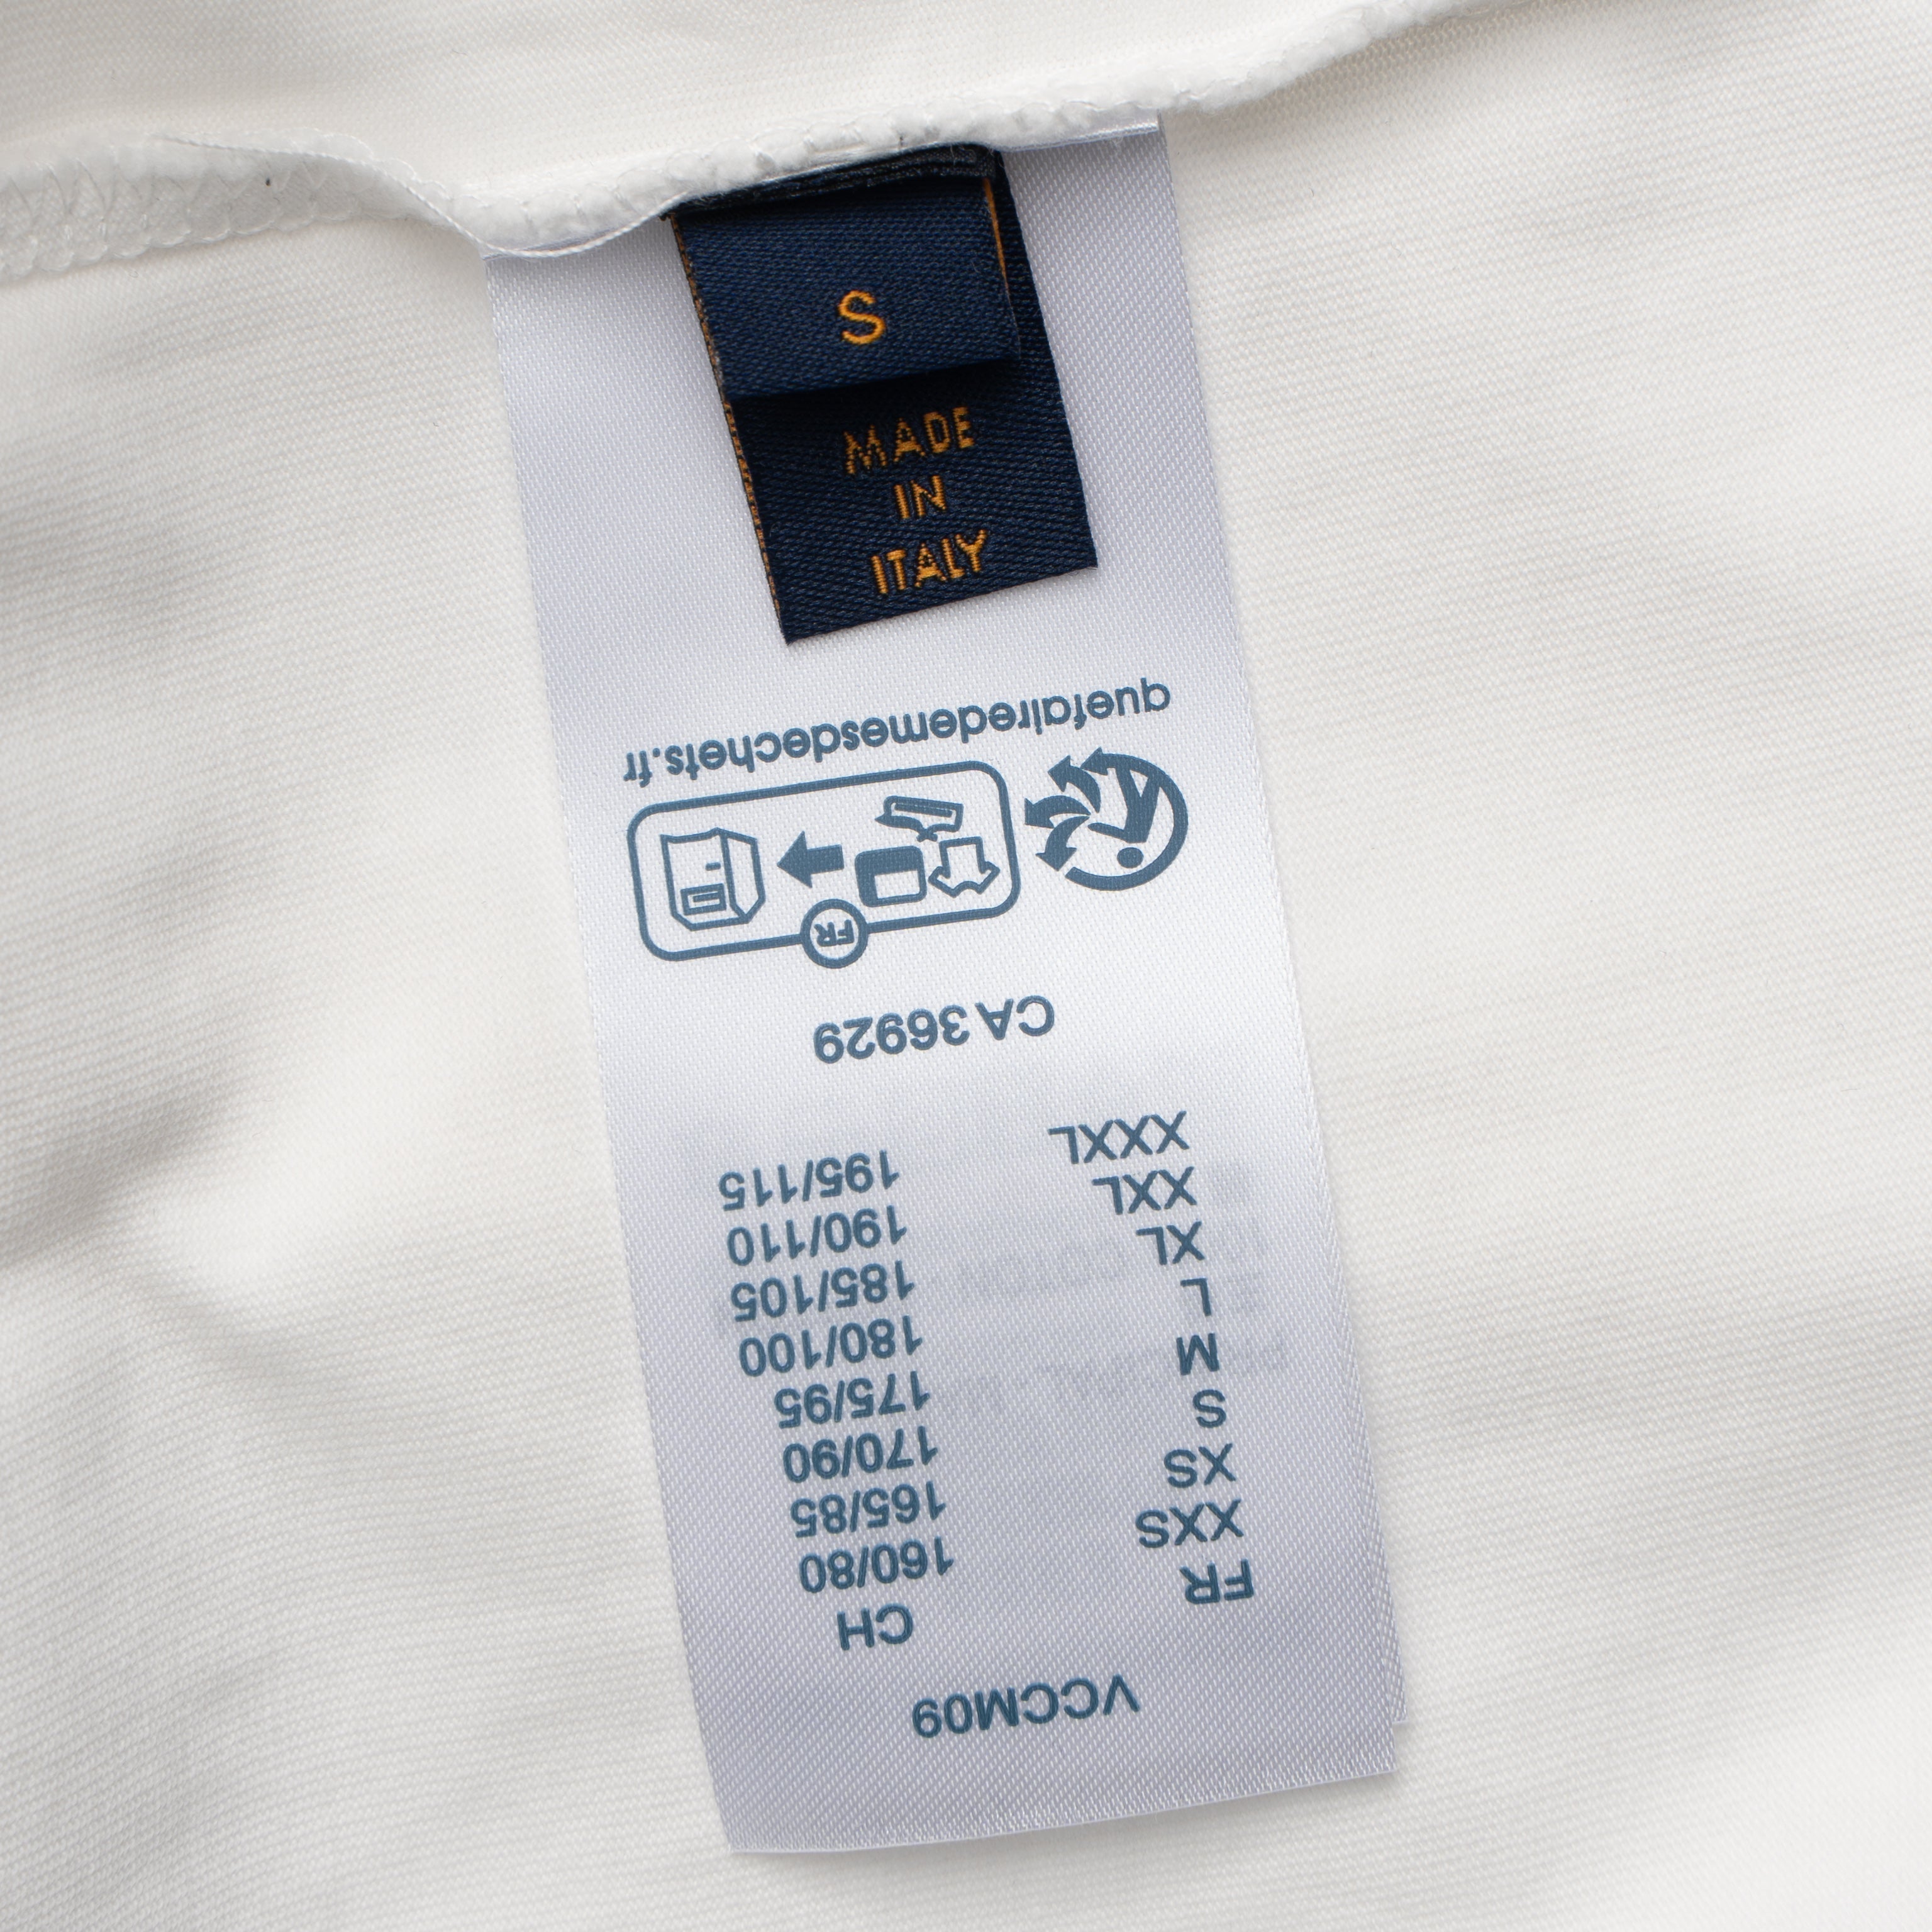 S
MADE
IN
ITALY
VCCM09
FR CH
XXS 160/80
XS 165/85
S 170/90
M 175/95
L 180/100
XL 185/105
XXL 190/110
XXXL 195/115
CA 36929
FR
quefairedemesdechets.fr